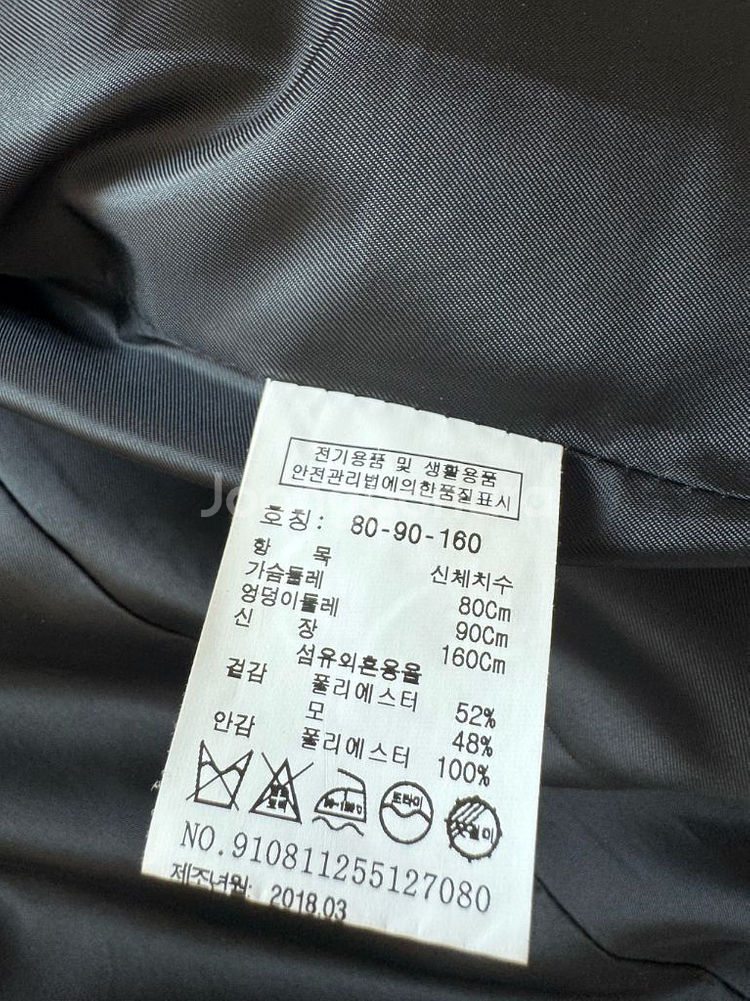 전기용품 및 생활용품
안전관리법에의한품질표시
호칭: 80-90-160
항 목 신체치수
가슴둘레 80Cm
엉덩이둘레 90Cm
신 장 160Cm
섬유의혼용율
겉감 폴리에스터 52%
모 48%
안감 폴리에스터 100%
드라이
NO.910811255127080
제조년월: 2018.03